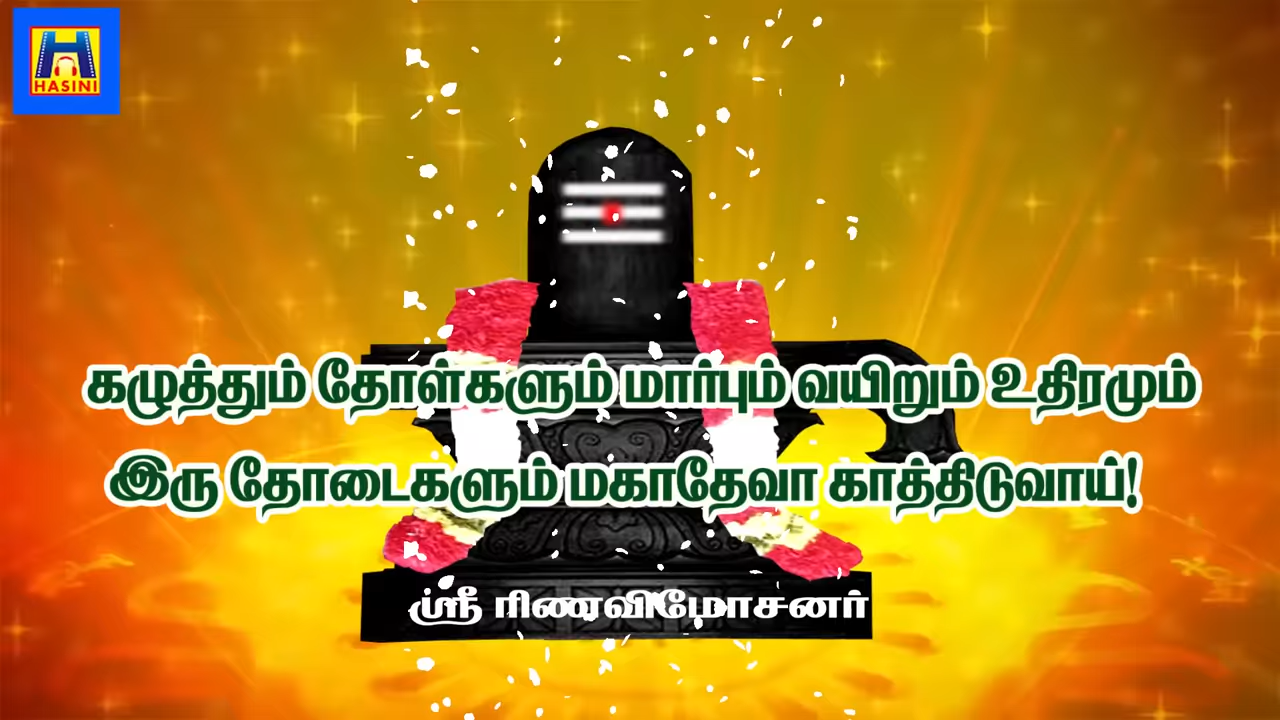 HASINI
கழுத்தும் தோள்களும் மார்பும் வயிறும் உதிரமும்
இரு தோடைகளும் மகாதேவா காத்திடுவாய்!
ஸ்ரீ ரிணவிமோசனர்